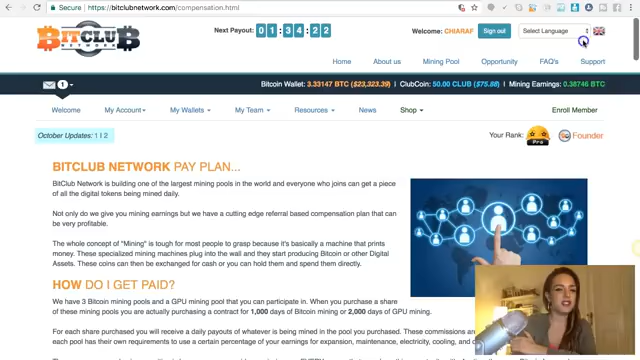 Secure | https://bitclubnetwork.com/compensation.html
BITCLUB
NETWORK
Next Payout: 01:34:22
Welcome: CHIARAF
Sign out
Select Language
Home About us Mining Pool Opportunity FAQ's Support
1 Bitcoin Wallet: 3.33147 BTC ($23,323.39) | ClubCoin: 50.00 CLUB ($75.88) | Mining Earnings: 0.38746 BTC
Welcome My Account My Wallets My Team Resources News Shop Enroll Member
October Updates: 1 | 2
Your Rank: Pro Founder
BITCLUB NETWORK PAY PLAN...
BitClub Network is building one of the largest mining pools in the world and everyone who joins can get a piece
of all the digital tokens being mined daily.
Not only do we give you mining earnings but we have a cutting edge referral based compensation plan that can
be very profitable.
The whole concept of "Mining" is tough for most people to grasp because it's basically a machine that prints
money. These specialized mining machines plug into the wall and they start producing Bitcoin or other Digital
Assets. These coins can then be exchanged for cash or you can hold them and spend them directly.
HOW DO I GET PAID?
We have 3 Bitcoin mining pools and a GPU mining pool that you can participate in. When you purchase a share
of these mining pools you are actually purchasing a contract for 1,000 days of Bitcoin mining or 2,000 days of GPU mining.
For each share purchased you will receive a daily payouts of whatever is being mined in the pool you purchased. These commissions are
each pool has their own requirements to use a certain percentage of your earnings for expansion, maintenance, electricity, cooling, and